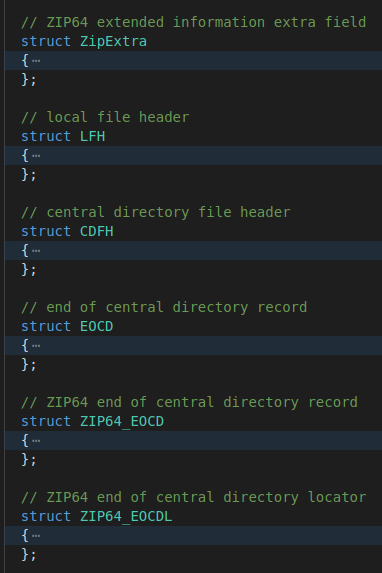 // ZIP64 extended information extra field
struct ZipExtra
{⋯
};
// local file header
struct LFH
{⋯
};
// central directory file header
struct CDFH
{⋯
};
// end of central directory record
struct EOCD
{⋯
};
// ZIP64 end of central directory record
struct ZIP64_EOCD
{⋯
};
// ZIP64 end of central directory locator
struct ZIP64_EOCDL
{⋯
};